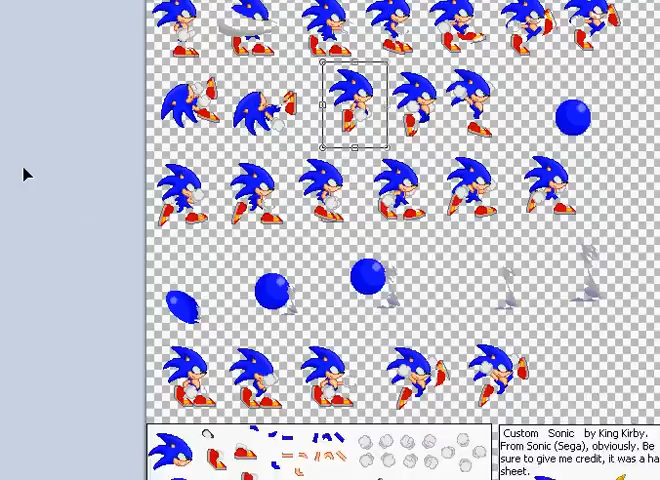 Custom Sonic by King Kirby.
From Sonic (Sega), obviously. Be
sure to give me credit, it was a ha
sheet.